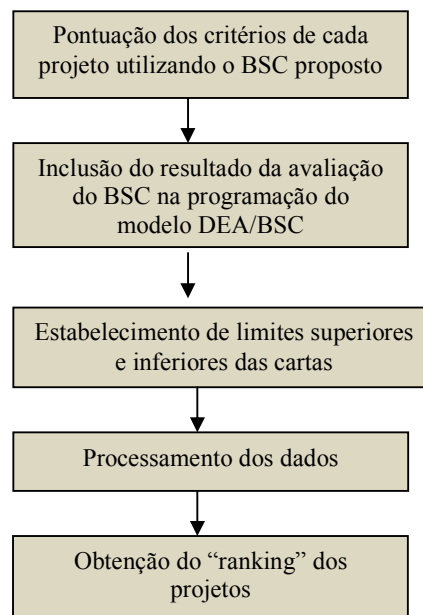 Pontuação dos critérios de cada
projeto utilizando o BSC proposto
Inclusão do resultado da avaliação
do BSC na programação do
modelo DEA/BSC
Estabelecimento de limites superiores
e inferiores das cartas
Processamento dos dados
Obtenção do “ranking” dos
projetos